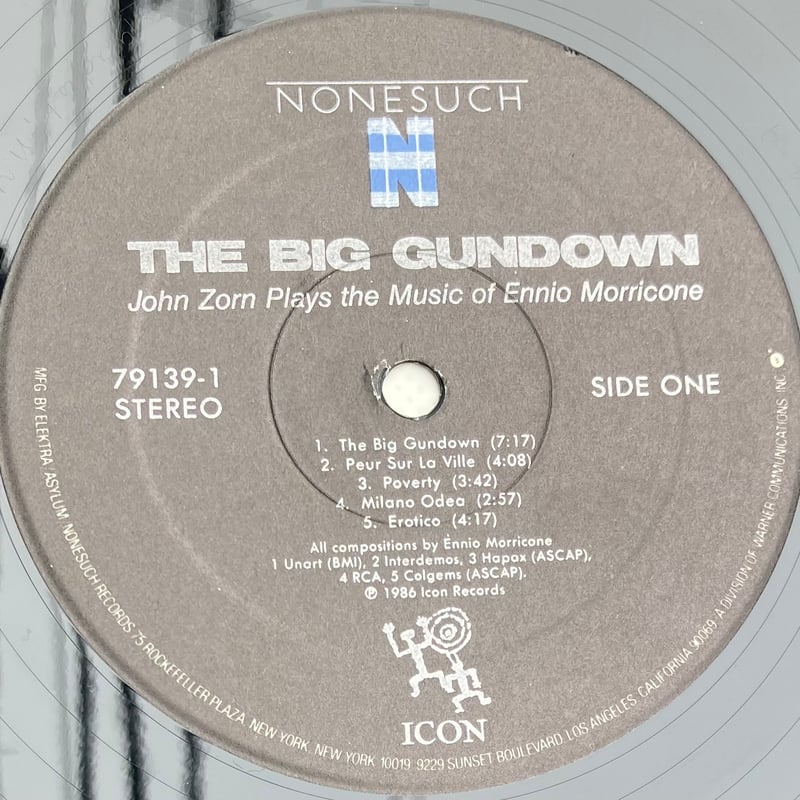 NONESUCH
N
THE BIG GUNDOWN
John Zorn Plays the Music of Ennio Morricone
79139-1
STEREO
SIDE ONE
1. The Big Gundown (7:17)
2. Peur Sur La Ville (4:08)
3. Poverty (3:42)
4. Milano Odea (2:57)
5. Erotico (4:17)
All compositions by Ennio Morricone
1 Unart (BMI), 2 Interdemos, 3 Hapax (ASCAP),
4 RCA, 5 Colgems (ASCAP).
℗ 1986 Icon Records
ICON
MFG BY ELEKTRA/ASYLUM/NONESUCH RECORDS 75 ROCKEFELLER PLAZA, NEW YORK, NEW YORK 10019 9229 SUNSET BOULEVARD, LOS ANGELES, CALIFORNIA 90069. A DIVISION OF WARNER COMMUNICATIONS INC.